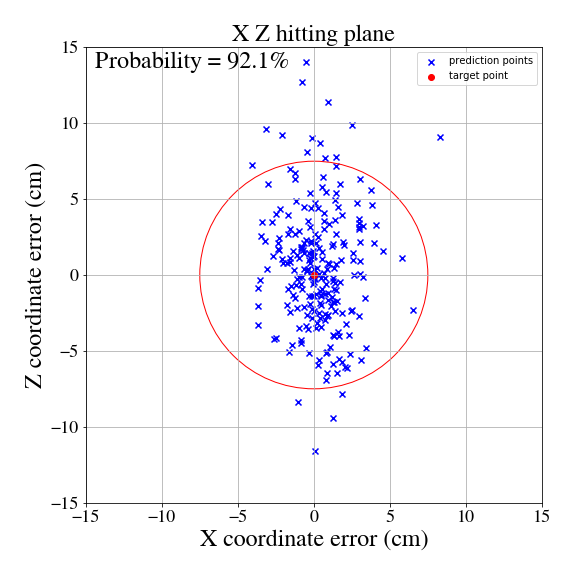 X Z hitting plane
Probability = 92.1%
prediction points
target point
Z coordinate error (cm)
15
10
5
0
−5
−10
−15
−15
−10
−5
0
5
10
15
X coordinate error (cm)